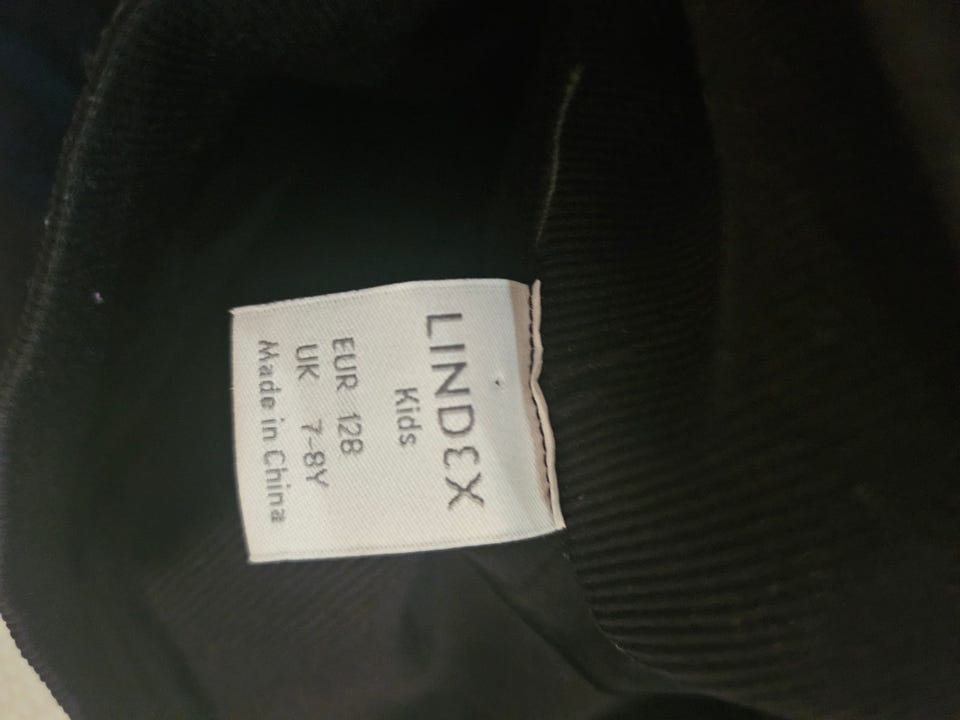 LINDEX
Kids
EUR 128
UK 7-8Y
Made in China